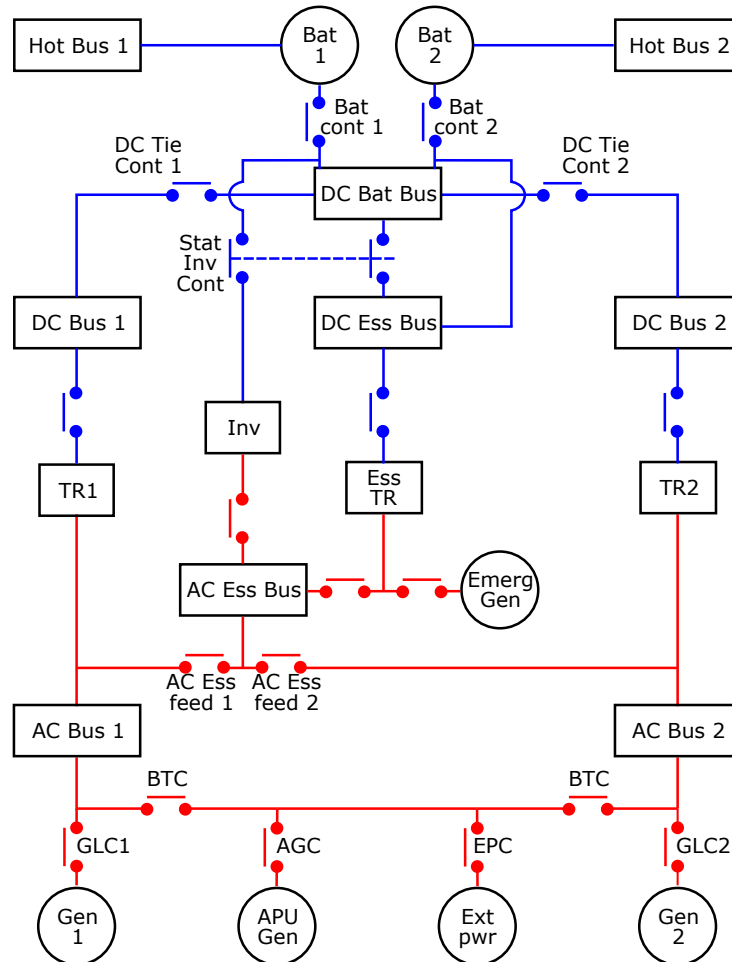 Hot Bus 1
Bat
1
Bat
2
Hot Bus 2
Bat
cont 1
Bat
cont 2
DC Tie
Cont 1
DC Tie
Cont 2
DC Bat Bus
Stat
Inv
Cont
DC Bus 1
DC Ess Bus
DC Bus 2
Inv
TR1
Ess
TR
TR2
AC Ess Bus
Emerg
Gen
AC Ess
feed 1
AC Ess
feed 2
AC Bus 1
AC Bus 2
BTC
BTC
GLC1
AGC
EPC
GLC2
Gen
1
APU
Gen
Ext
pwr
Gen
2